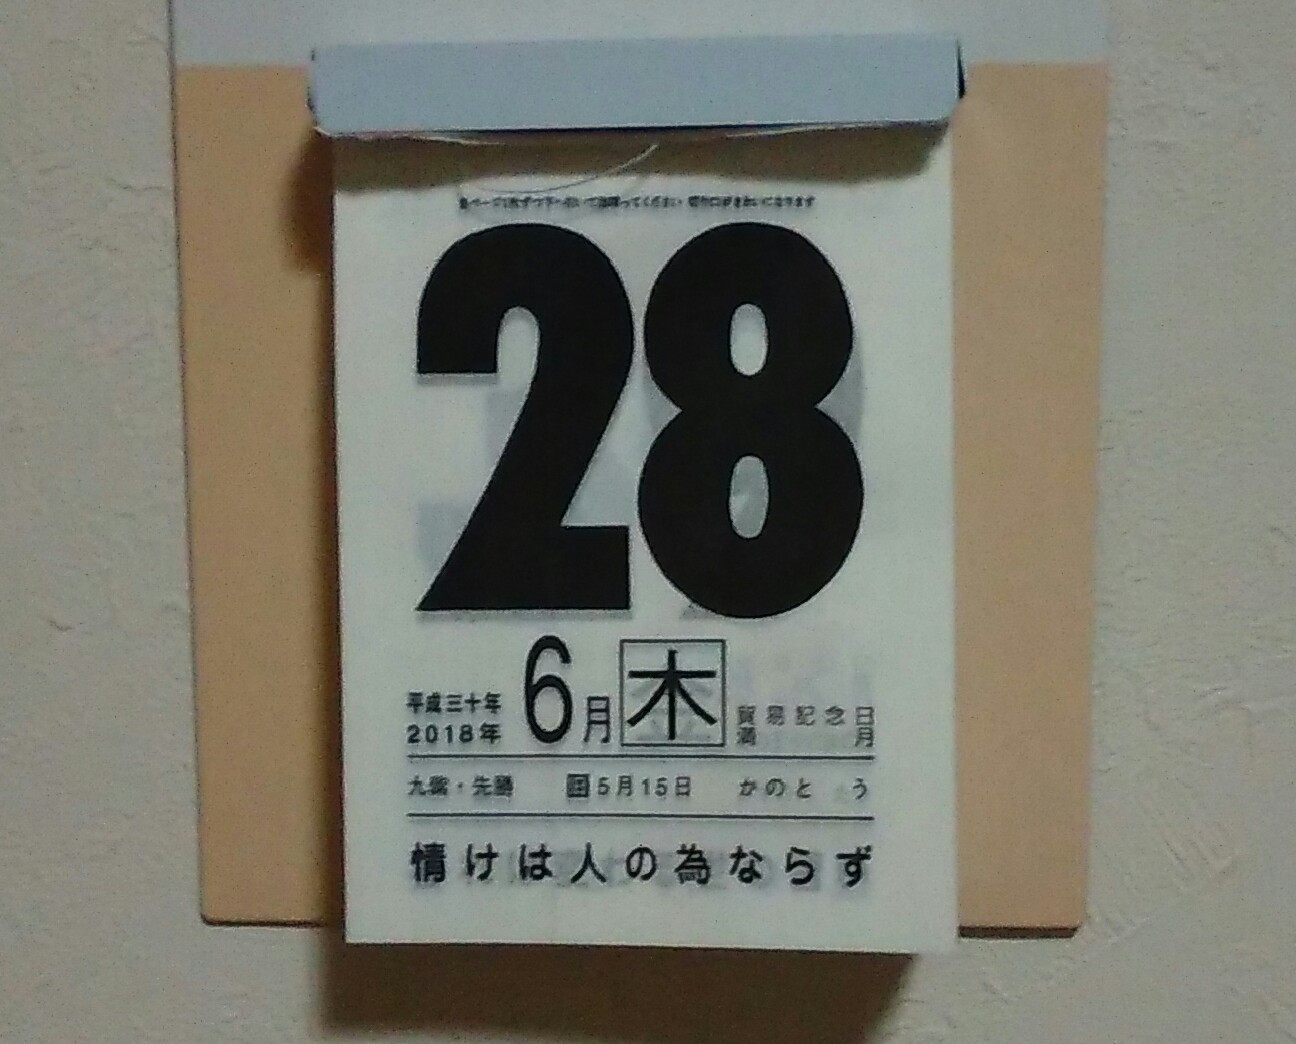 28
6月 木
平成三十年
2018年
貿易記念日
満月
九紫・先勝 旧5月15日 かのと う
情けは人の為ならず